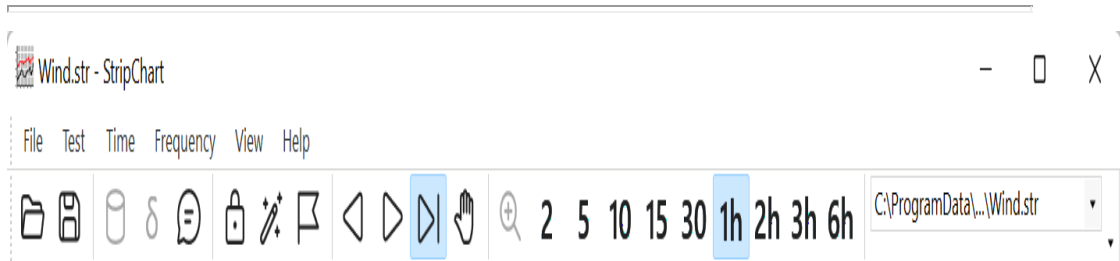 Wind.str - StripChart
File Test Time Frequency View Help
δ 2 5 10 15 30 1h 2h 3h 6h C:\ProgramData\...\Wind.str